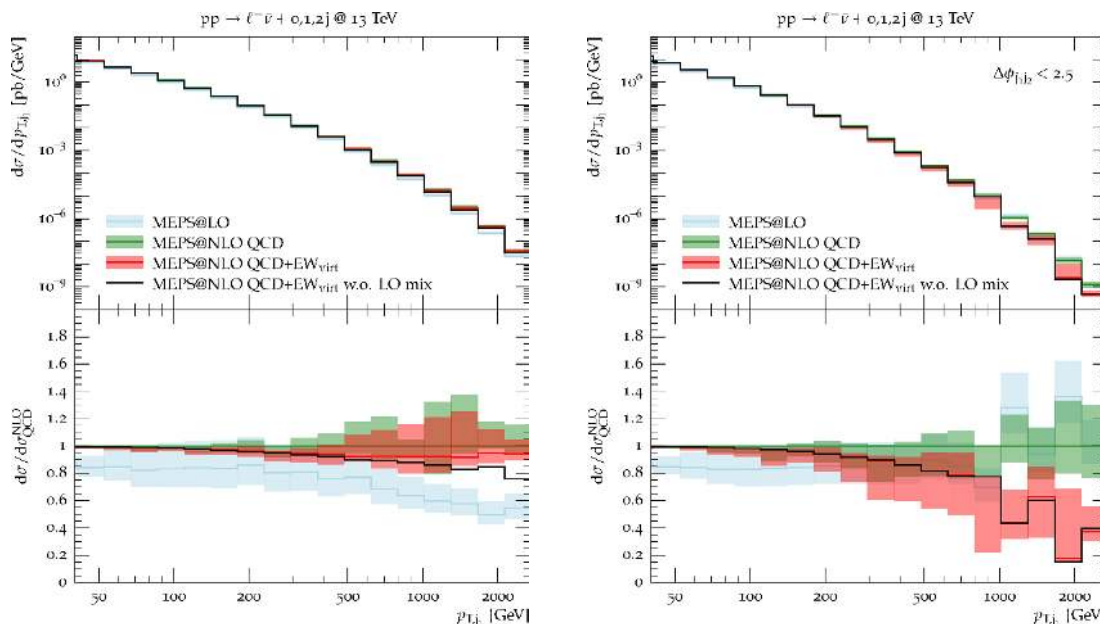 pp → ℓ⁻ν̄ + 0,1,2 j @ 13 TeV
dσ/dp_T,j₁ [pb/GeV]
10⁰
10⁻³
10⁻⁶
10⁻⁹
MEPS@LO
MEPS@NLO QCD
MEPS@NLO QCD+EW_virt
MEPS@NLO QCD+EW_virt w.o. LO mix
dσ/dσ^NLO_QCD
1.8
1.6
1.4
1.2
1
0.8
0.6
0.4
0.2
0
50 100 200 500 1000 2000
p_T,j₁ [GeV]
pp → ℓ⁻ν̄ + 0,1,2 j @ 13 TeV
dσ/dp_T,j₁ [pb/GeV]
Δϕ_j₁j₂ < 2.5
10⁰
10⁻³
10⁻⁶
10⁻⁹
MEPS@LO
MEPS@NLO QCD
MEPS@NLO QCD+EW_virt
MEPS@NLO QCD+EW_virt w.o. LO mix
dσ/dσ^NLO_QCD
1.8
1.6
1.4
1.2
1
0.8
0.6
0.4
0.2
0
50 100 200 500 1000 2000
p_T,j₁ [GeV]